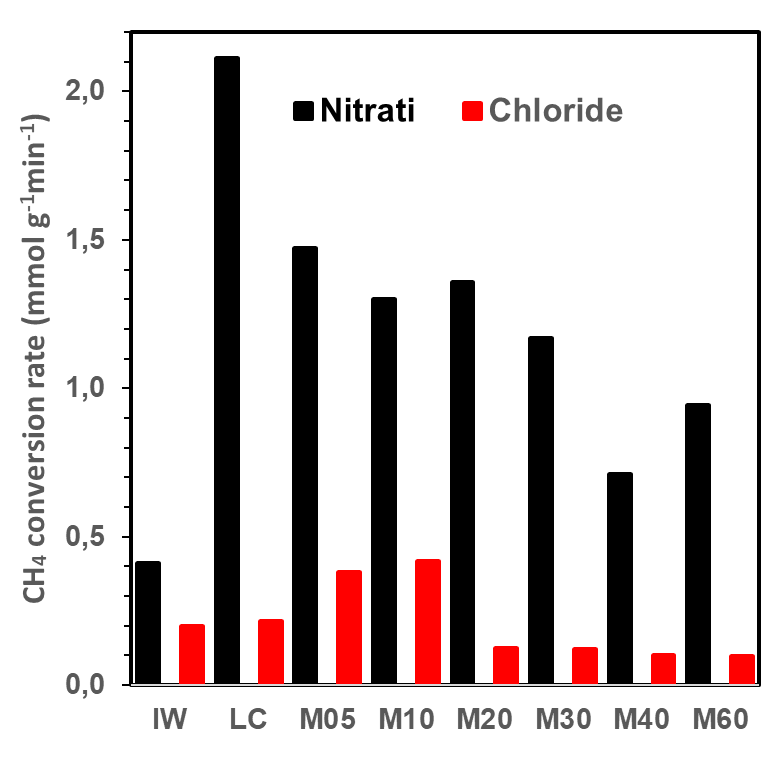 Nitrati Chloride
CH₄ conversion rate (mmol g⁻¹min⁻¹)
2,0
1,5
1,0
0,5
0,0
IW LC M05 M10 M20 M30 M40 M60